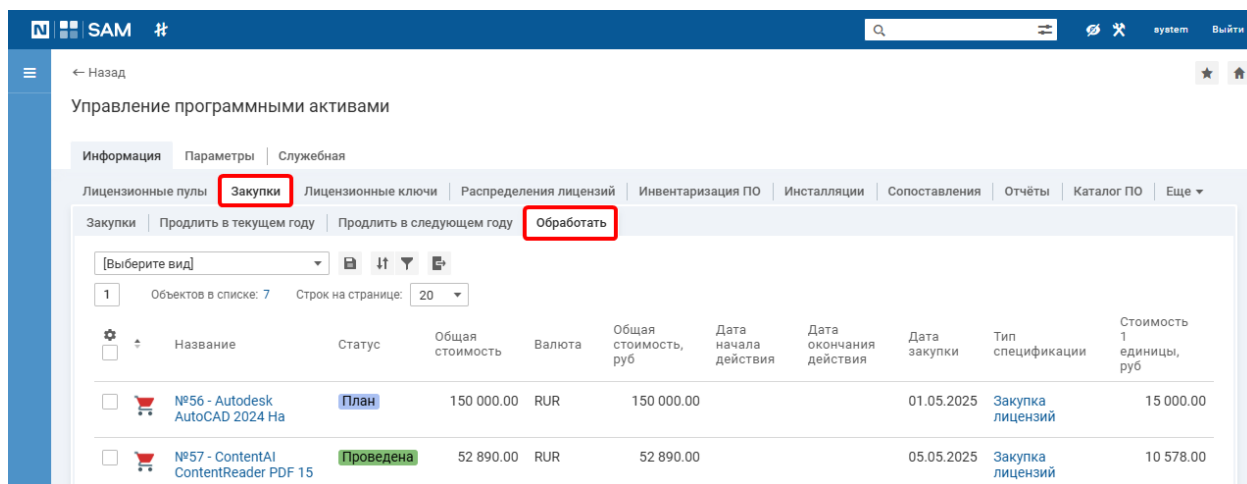 N SAM system Выйти
← Назад
Управление программными активами
Информация Параметры Служебная
Лицензионные пулы Закупки Лицензионные ключи Распределения лицензий Инвентаризация ПО Инсталляции Сопоставления Отчёты Каталог ПО Еще
Закупки Продлить в текущем году Продлить в следующем году Обработать
[Выберите вид]
1 Объектов в списке: 7 Строк на странице: 20
Название Статус Общая стоимость Валюта Общая стоимость, руб Дата начала действия Дата окончания действия Дата закупки Тип спецификации Стоимость 1 единицы, руб
№56 - Autodesk План 150 000.00 RUR 150 000.00 01.05.2025 Закупка 15 000.00
AutoCAD 2024 На лицензий
№57 - ContentAI Проведена 52 890.00 RUR 52 890.00 05.05.2025 Закупка 10 578.00
ContentReader PDF 15 лицензий